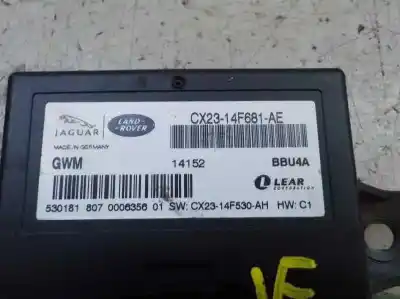 JAGUAR
LAND-
ROVER
CX23-14F681-AE
MADE IN GERMANY
GWM 14152 BBU4A
LEAR
CORPORATION
530181 807 0006356 01 SW: CX23-14F530-AH HW: C1